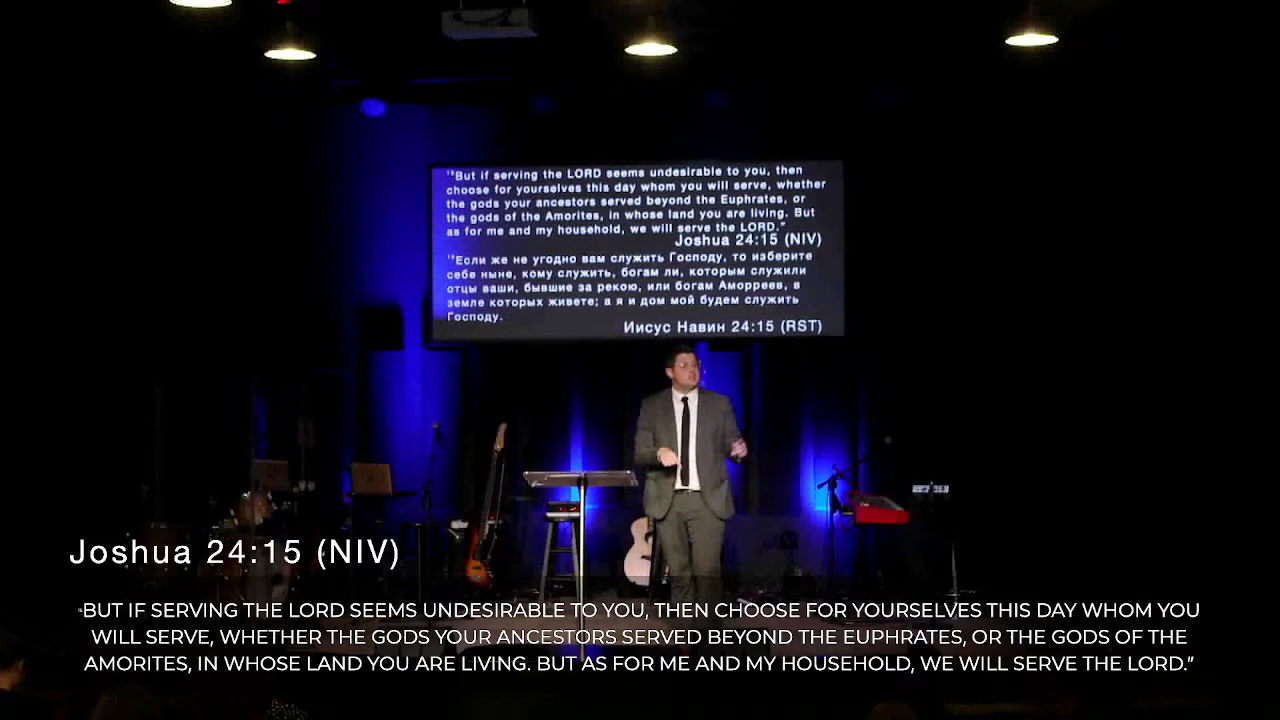 ¹⁵But if serving the LORD seems undesirable to you, then
choose for yourselves this day whom you will serve, whether
the gods your ancestors served beyond the Euphrates, or
the gods of the Amorites, in whose land you are living. But
as for me and my household, we will serve the LORD."
Joshua 24:15 (NIV)
¹⁵Если же не угодно вам служить Господу, то изберите
себе ныне, кому служить, богам ли, которым служили
отцы ваши, бывшие за рекою, или богам Аморреев, в
земле которых живете; а я и дом мой будем служить
Господу.
Иисус Навин 24:15 (RST)
Joshua 24:15 (NIV)
¹⁵BUT IF SERVING THE LORD SEEMS UNDESIRABLE TO YOU, THEN CHOOSE FOR YOURSELVES THIS DAY WHOM YOU
WILL SERVE, WHETHER THE GODS YOUR ANCESTORS SERVED BEYOND THE EUPHRATES, OR THE GODS OF THE
AMORITES, IN WHOSE LAND YOU ARE LIVING. BUT AS FOR ME AND MY HOUSEHOLD, WE WILL SERVE THE LORD."